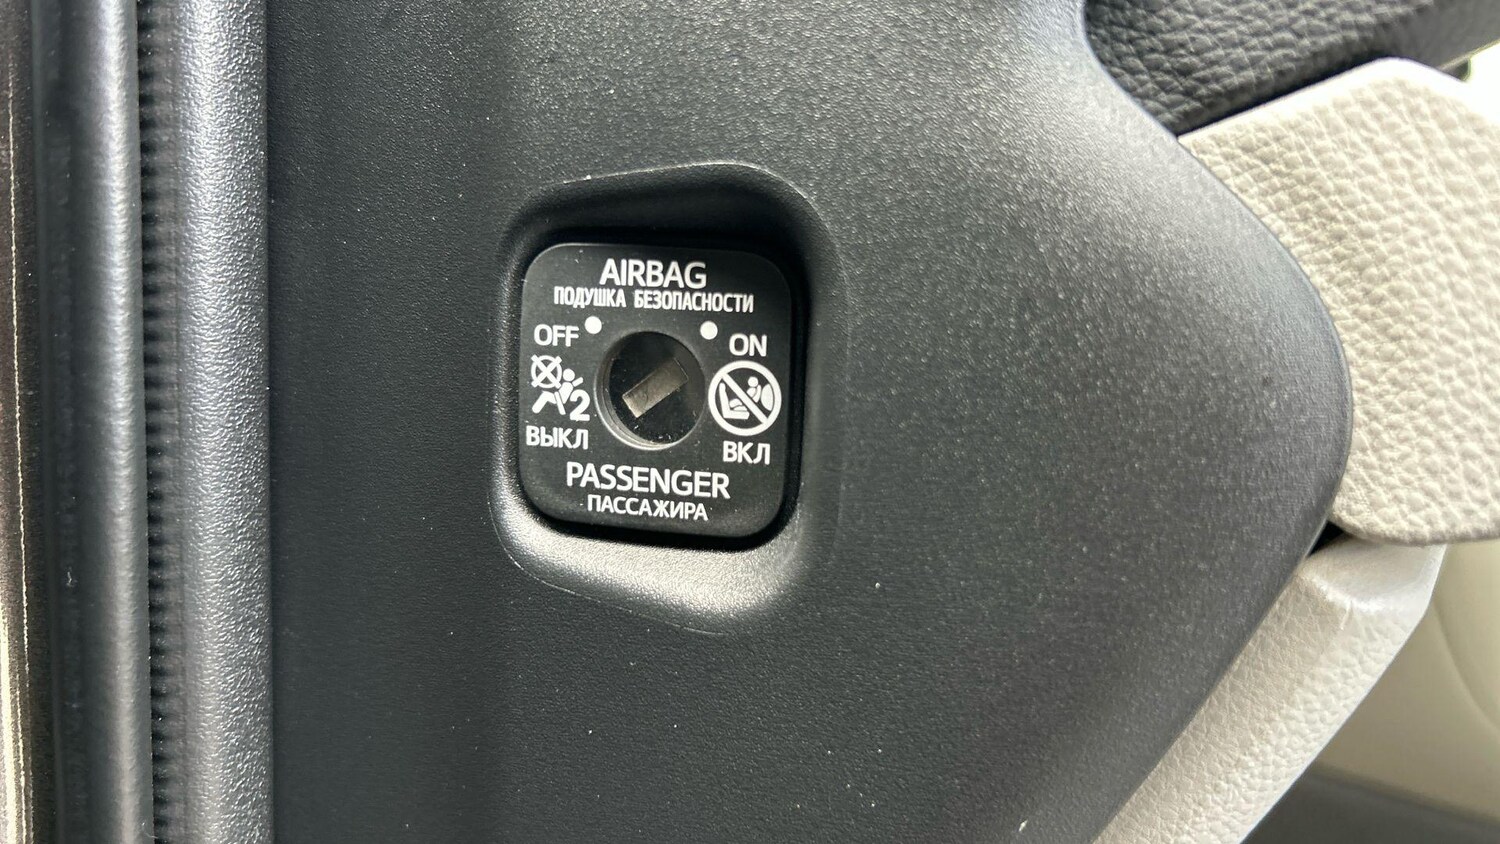 AIRBAG
ПОДУШКА БЕЗОПАСНОСТИ
OFF
ON
2
ВЫКЛ
ВКЛ
PASSENGER
ПАССАЖИРА